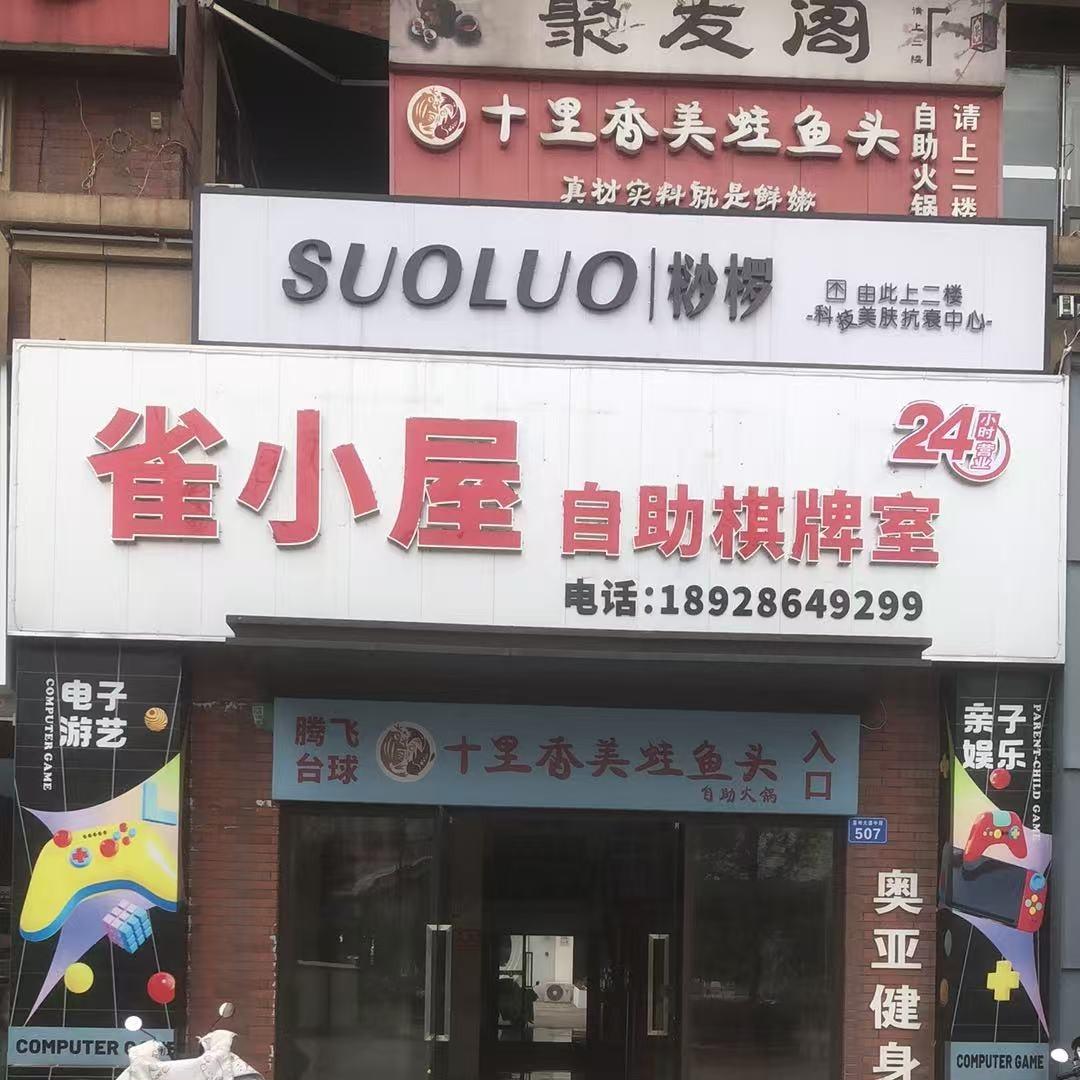 聚友阁
请上二楼
十里香美蛙鱼头
自助火锅
请上二楼
真材实料就是鲜嫩
SUOLUO 桫椤
由此上二楼
-科技美肤抗衰中心-
雀小屋 自助棋牌室
24小时营业
电话:18928649299
电子游艺
COMPUTER GAME
亲子娱乐
PARENT-CHILD GAME
腾飞台球
十里香美蛙鱼头
自助火锅
入口
507
奥亚健身
COMPUTER GAME
COMPUTER GAME